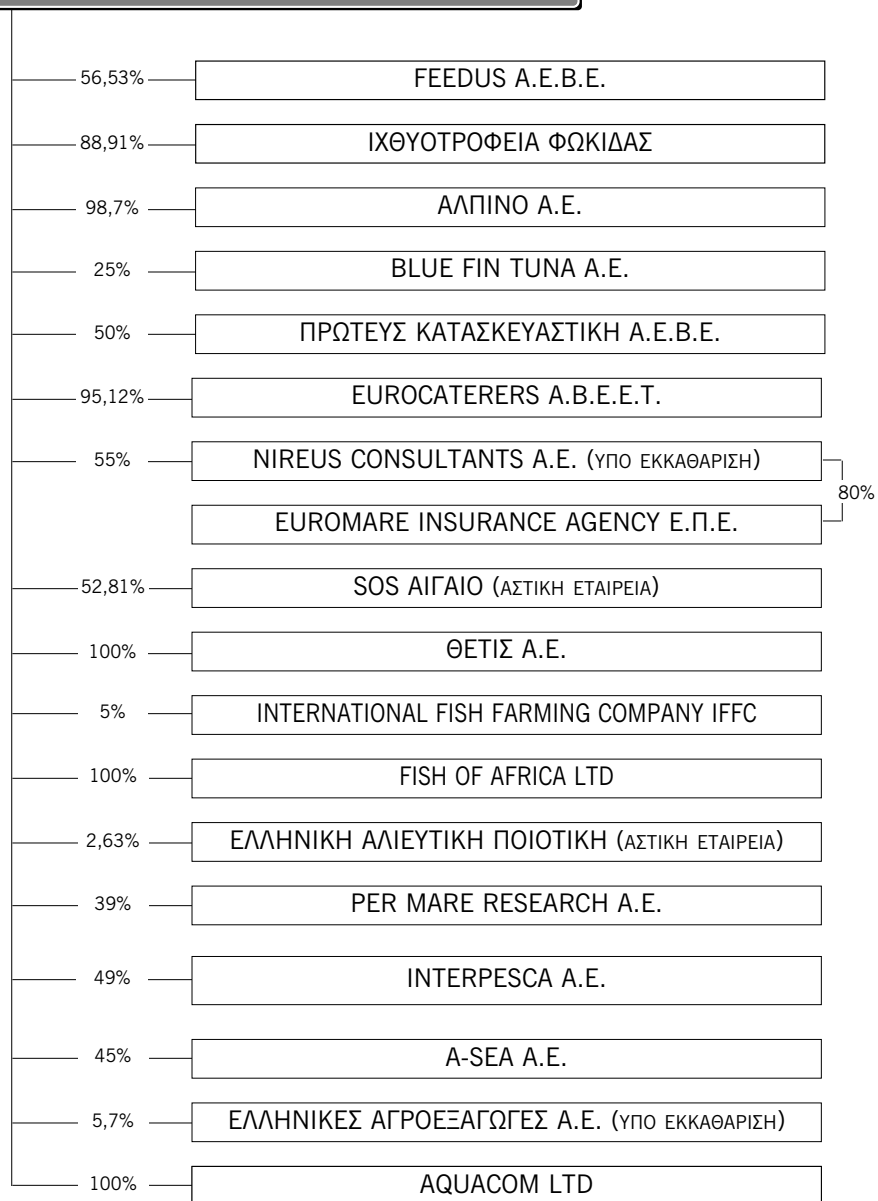 56,53% FEEDUS Α.Ε.Β.Ε.
88,91% ΙΧΘΥΟΤΡΟΦΕΙΑ ΦΩΚΙΔΑΣ
98,7% ΑΛΠΙΝΟ Α.Ε.
25% BLUE FIN TUNA Α.Ε.
50% ΠΡΩΤΕΥΣ ΚΑΤΑΣΚΕΥΑΣΤΙΚΗ Α.Ε.Β.Ε.
95,12% EUROCATERERS Α.Β.Ε.Ε.Τ.
55% NIREUS CONSULTANTS Α.Ε. (ΥΠΟ ΕΚΚΑΘΑΡΙΣΗ)
80%
EUROMARE INSURANCE AGENCY Ε.Π.Ε.
52,81% SOS ΑΙΓΑΙΟ (ΑΣΤΙΚΗ ΕΤΑΙΡΕΙΑ)
100% ΘΕΤΙΣ Α.Ε.
5% INTERNATIONAL FISH FARMING COMPANY IFFC
100% FISH OF AFRICA LTD
2,63% ΕΛΛΗΝΙΚΗ ΑΛΙΕΥΤΙΚΗ ΠΟΙΟΤΙΚΗ (ΑΣΤΙΚΗ ΕΤΑΙΡΕΙΑ)
39% PER MARE RESEARCH Α.Ε.
49% INTERPESCA Α.Ε.
45% A-SEA Α.Ε.
5,7% ΕΛΛΗΝΙΚΕΣ ΑΓΡΟΕΞΑΓΩΓΕΣ Α.Ε. (ΥΠΟ ΕΚΚΑΘΑΡΙΣΗ)
100% AQUACOM LTD